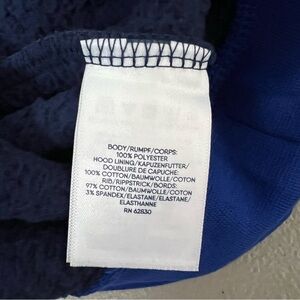 BODY/RUMPF/CORPS:
100% POLYESTER
HOOD LINING/KAPUZENFUTTER/
DOUBLURE DE CAPUCHE:
100% COTTON/BAUMWOLLE/COTON
RIB/RIPPSTRICK/BORDS:
97% COTTON/BAUMWOLLE/COTON
3% SPANDEX/ELASTANE/ELASTAN/
ELASTHANNE
RN 62830